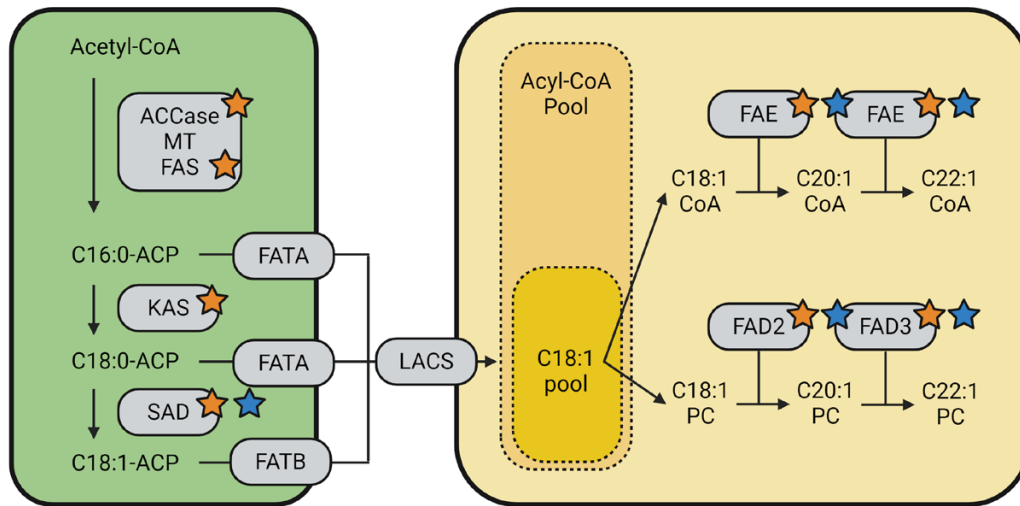 Acetyl-CoA
ACCase
MT
FAS
C16:0-ACP
FATA
KAS
C18:0-ACP
FATA
LACS
SAD
C18:1-ACP
FATB
Acyl-CoA
Pool
C18:1
pool
FAE
FAE
C18:1
CoA
C20:1
CoA
C22:1
CoA
FAD2
FAD3
C18:1
PC
C20:1
PC
C22:1
PC